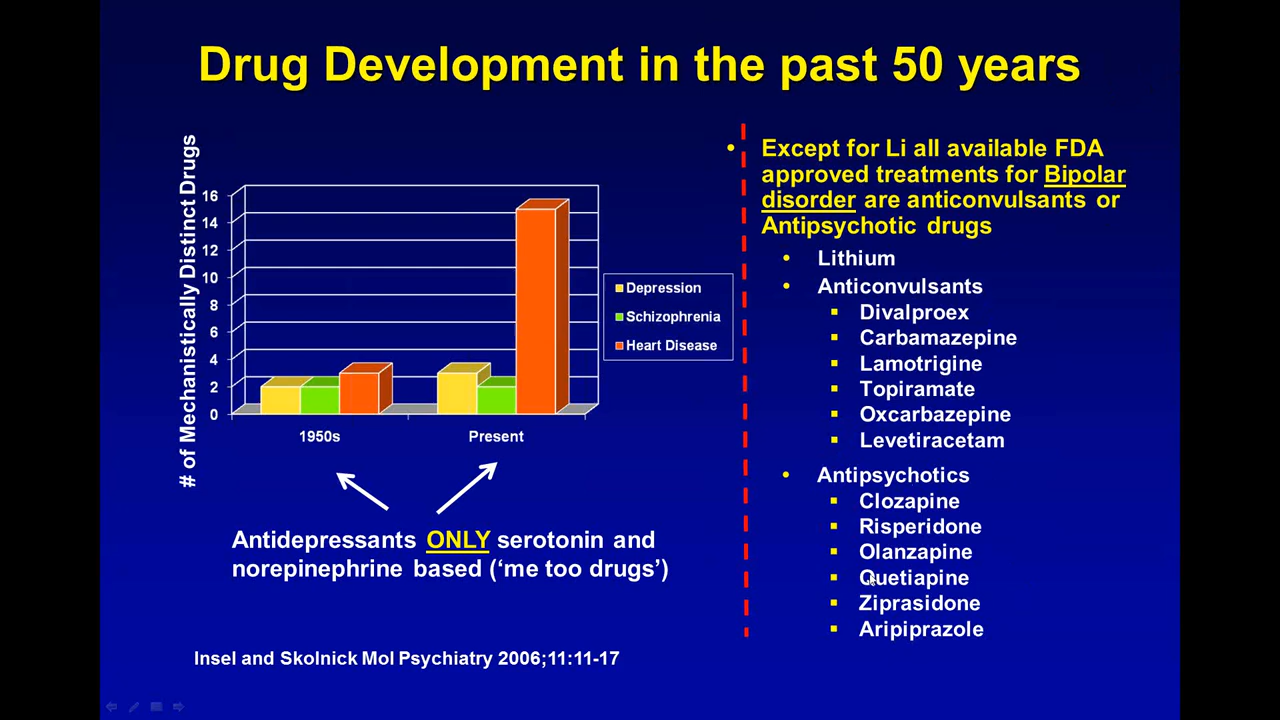 Drug Development in the past 50 years
# of Mechanistically Distinct Drugs
16
14
12
10
8
6
4
2
0
1950s
Present
Depression
Schizophrenia
Heart Disease
Antidepressants ONLY serotonin and
norepinephrine based (‘me too drugs’)
Insel and Skolnick Mol Psychiatry 2006;11:11-17
• Except for Li all available FDA
approved treatments for Bipolar
disorder are anticonvulsants or
Antipsychotic drugs
• Lithium
• Anticonvulsants
▪ Divalproex
▪ Carbamazepine
▪ Lamotrigine
▪ Topiramate
▪ Oxcarbazepine
▪ Levetiracetam
• Antipsychotics
▪ Clozapine
▪ Risperidone
▪ Olanzapine
▪ Quetiapine
▪ Ziprasidone
▪ Aripiprazole